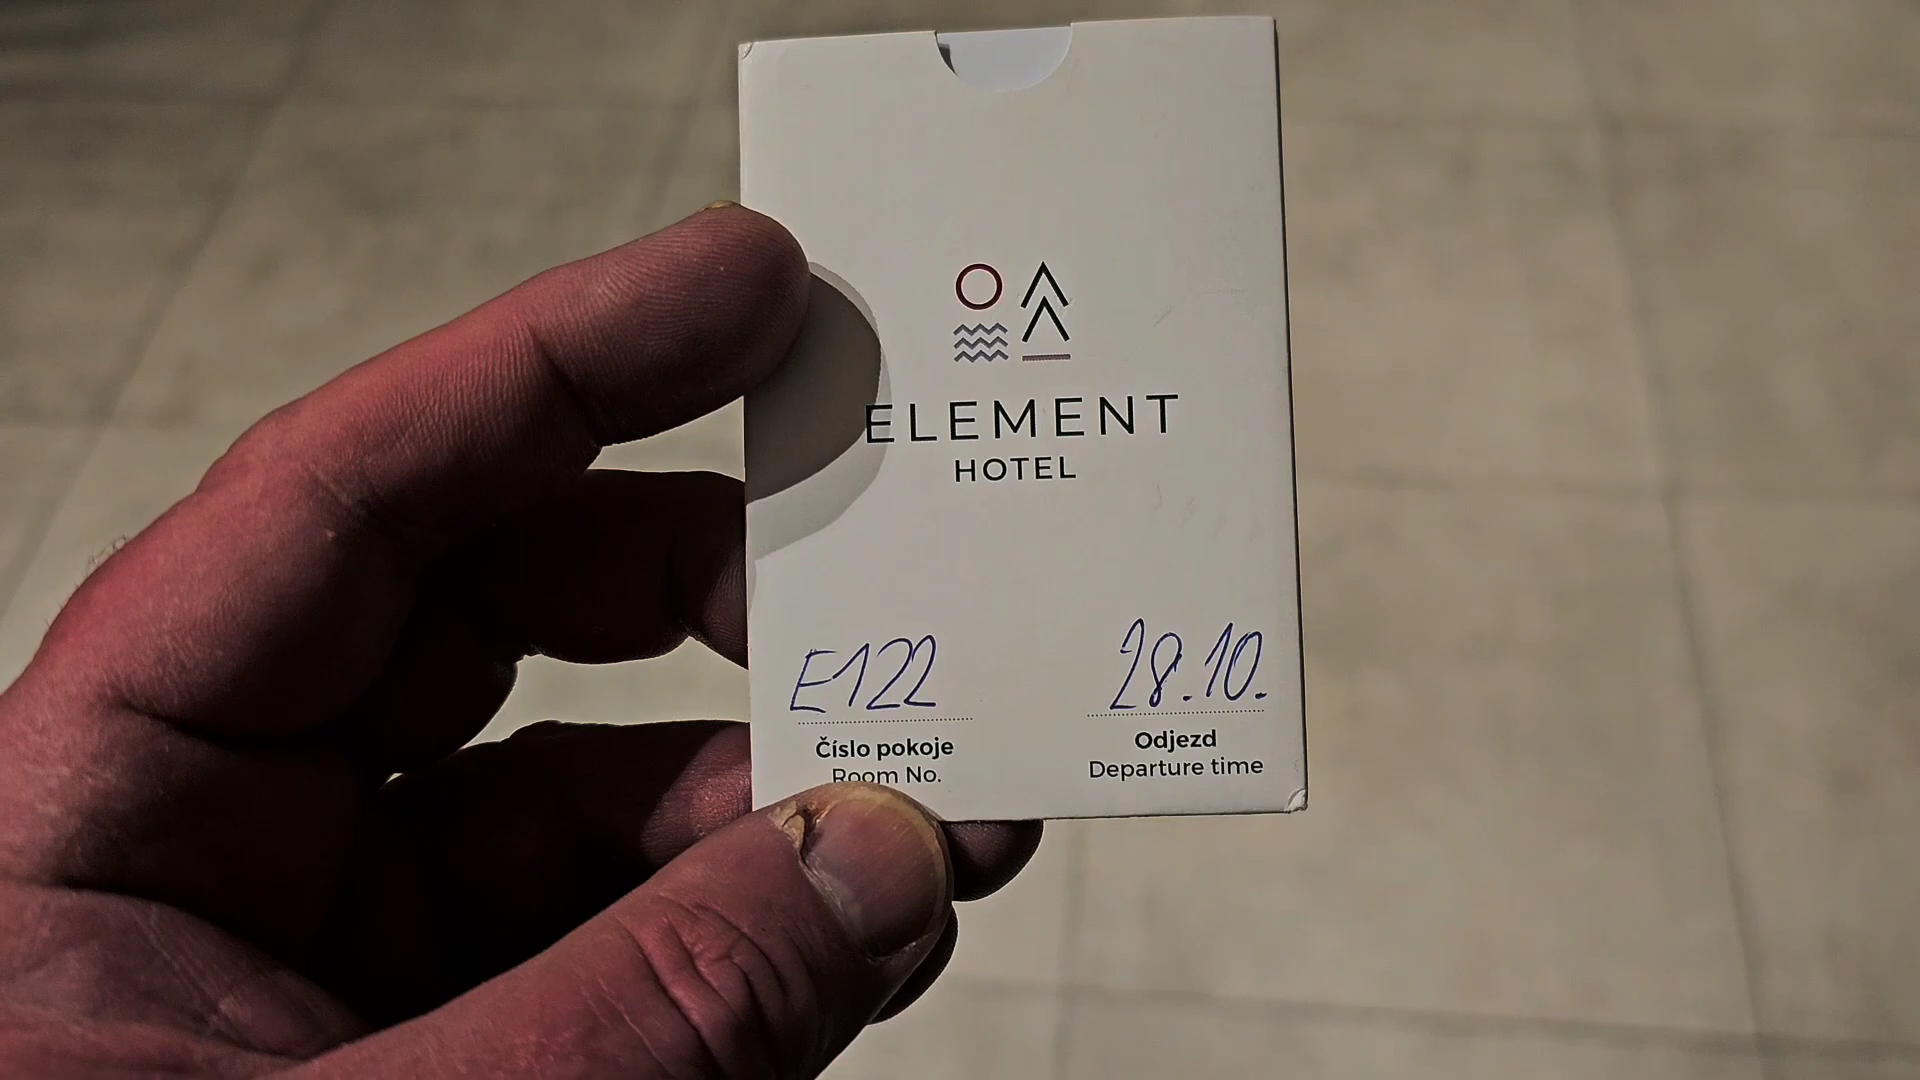 ELEMENT
HOTEL
E122 28.10.
Číslo pokoje Odjezd
Room No. Departure time